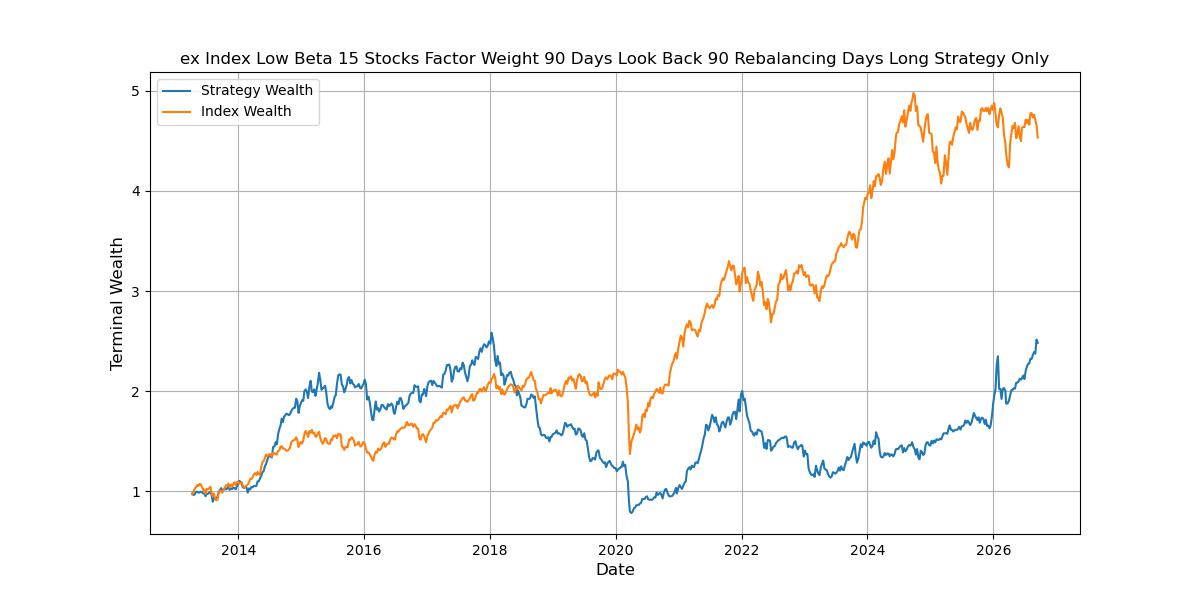 ex Index Low Beta 15 Stocks Factor Weight 90 Days Look Back 90 Rebalancing Days Long Strategy Only
Strategy Wealth
Index Wealth
Terminal Wealth
5
4
3
2
1
2014 2016 2018 2020 2022 2024 2026
Date